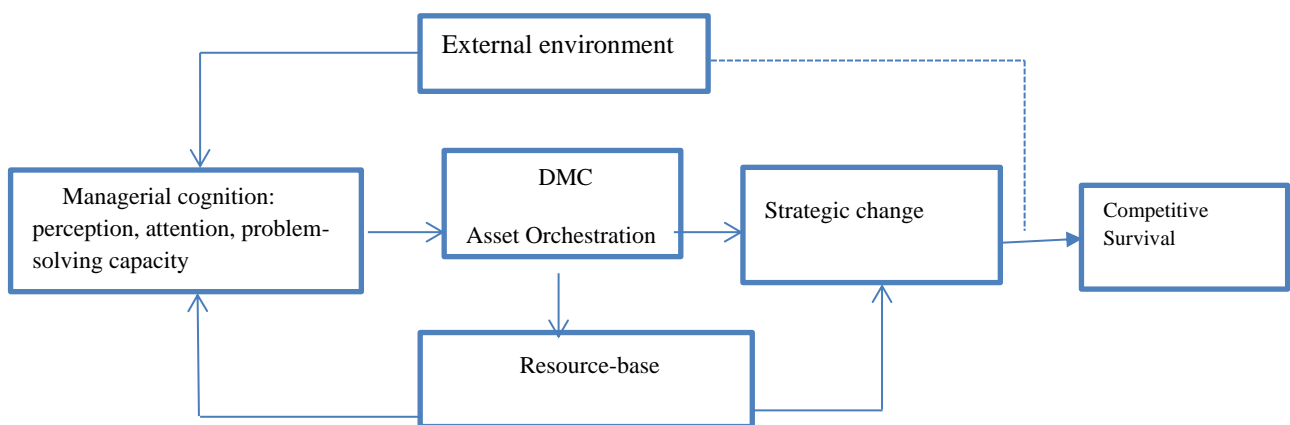 External environment
Managerial cognition:
perception, attention, problem-
solving capacity
DMC
Asset Orchestration
Strategic change
Competitive
Survival
Resource-base